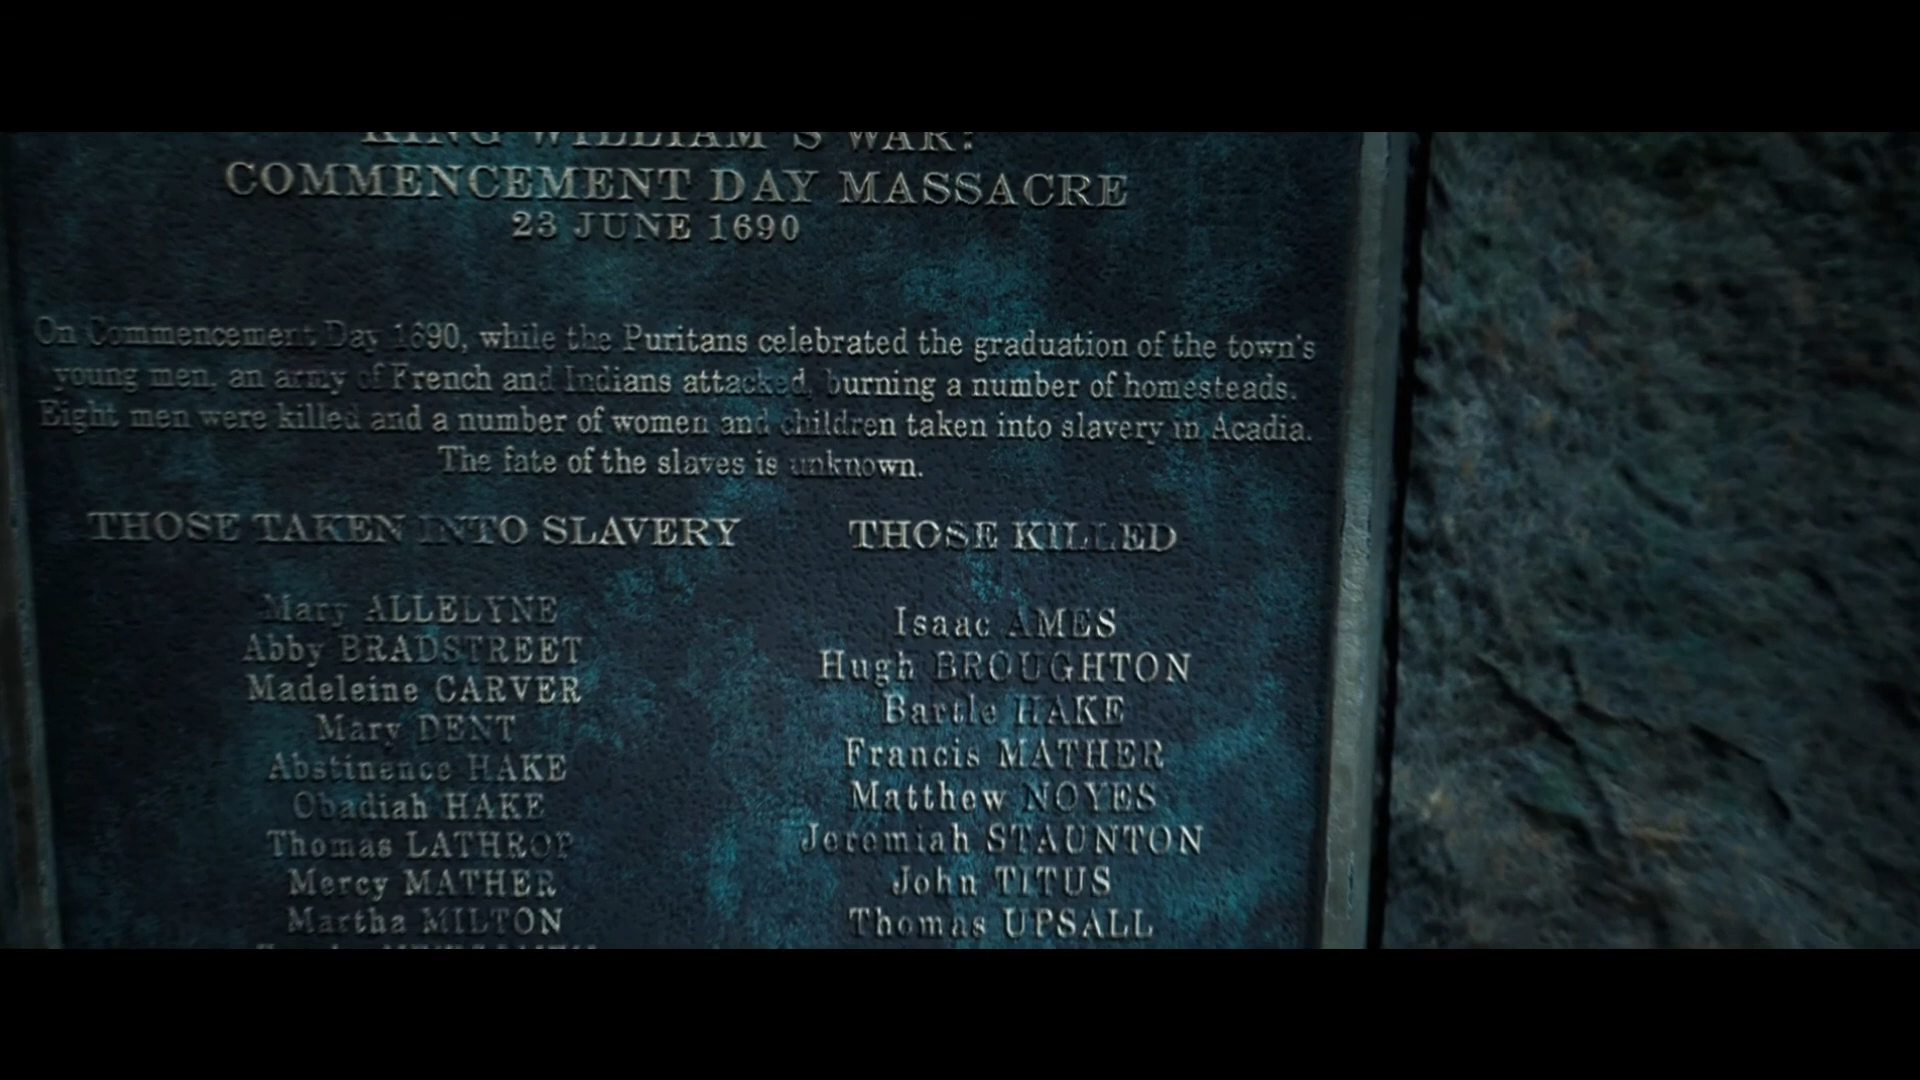 KING WILLIAM'S WAR:
COMMENCEMENT DAY MASSACRE
23 JUNE 1690
On Commencement Day 1690, while the Puritans celebrated the graduation of the town's
young men, an army of French and Indians attacked, burning a number of homesteads.
Eight men were killed and a number of women and children taken into slavery in Acadia.
The fate of the slaves is unknown.
THOSE TAKEN INTO SLAVERY
Mary ALLELYNE
Abby BRADSTREET
Madeleine CARVER
Mary DENT
Abstinence HAKE
Obadiah HAKE
Thomas LATHROP
Mercy MATHER
Martha MILTON
THOSE KILLED
Isaac AMES
Hugh BROUGHTON
Bartle HAKE
Francis MATHER
Matthew NOYES
Jeremiah STAUNTON
John TITUS
Thomas UPSALL